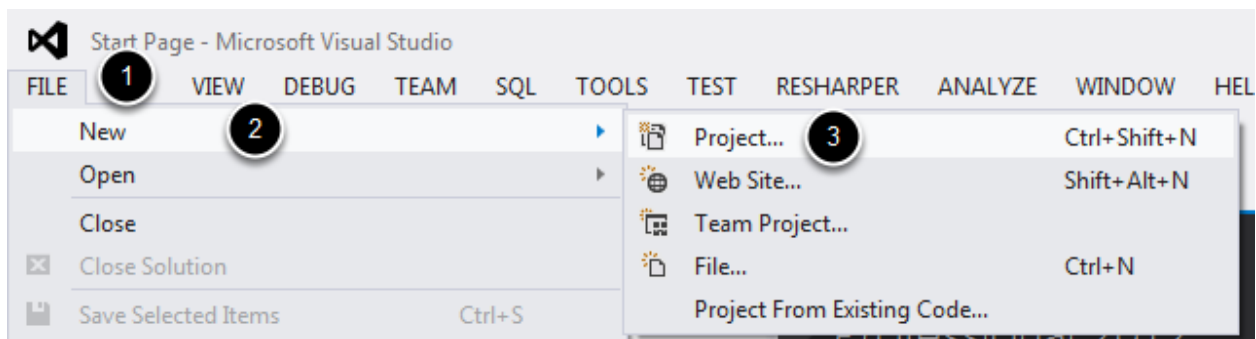 Start Page - Microsoft Visual Studio
FILE 1 VIEW DEBUG TEAM SQL TOOLS TEST RESHARPER ANALYZE WINDOW HEL
New 2
Project... 3 Ctrl+Shift+N
Open
Web Site... Shift+Alt+N
Close
Team Project...
Close Solution
File... Ctrl+N
Save Selected Items Ctrl+S
Project From Existing Code...